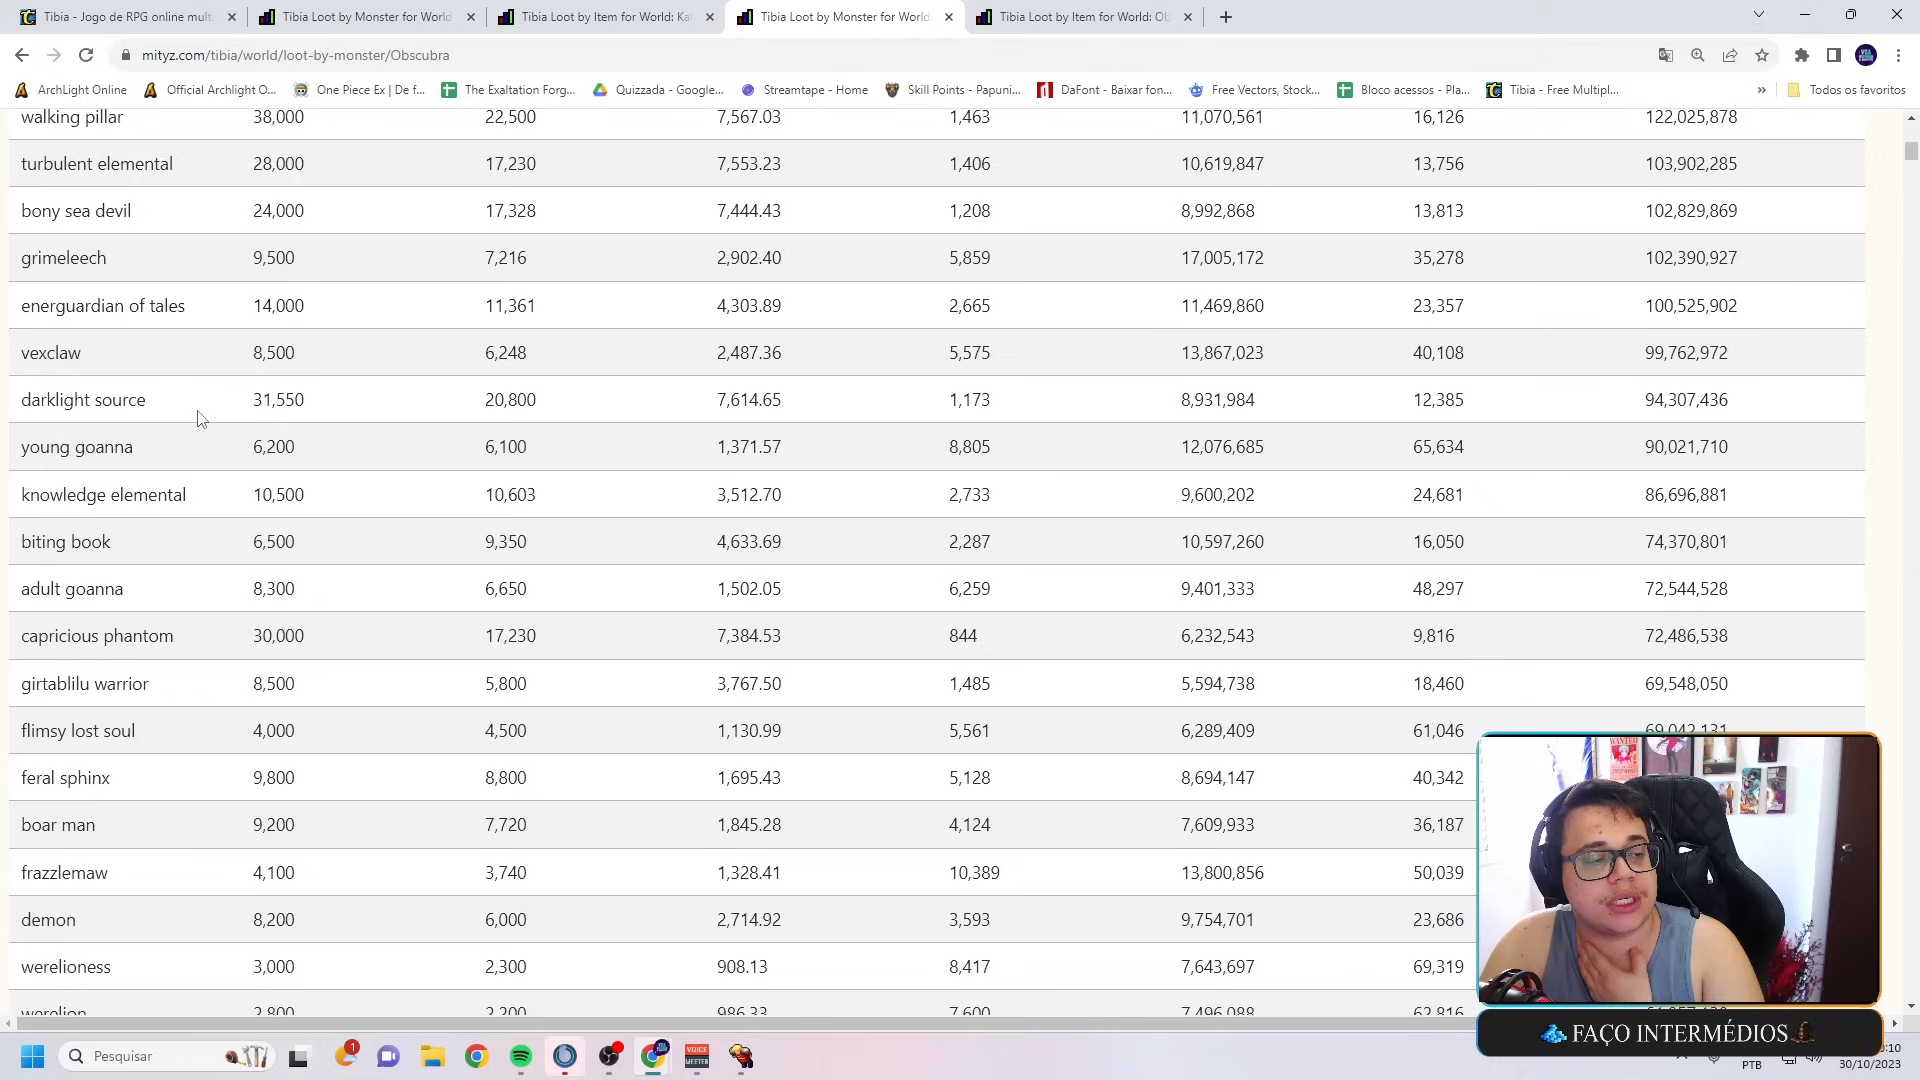 Tibia - Jogo de RPG online mult
Tibia Loot by Monster for World
Tibia Loot by Item for World: Ka
Tibia Loot by Monster for World
Tibia Loot by Item for World: Ob
mityz.com/tibia/world/loot-by-monster/Obscubra
ArchLight Online
Official Archlight O...
One Piece Ex | De f...
The Exaltation Forg...
Quizzada - Google...
Streamtape - Home
Skill Points - Papuni...
DaFont - Baixar fon...
Free Vectors, Stock...
Bloco acessos - Pla...
Tibia - Free Multipl...
»
Todos os favoritos
walking pillar 38,000 22,500 7,567.03 1,463 11,070,561 16,126 122,025,878
turbulent elemental 28,000 17,230 7,553.23 1,406 10,619,847 13,756 103,902,285
bony sea devil 24,000 17,328 7,444.43 1,208 8,992,868 13,813 102,829,869
grimeleech 9,500 7,216 2,902.40 5,859 17,005,172 35,278 102,390,927
energuardian of tales 14,000 11,361 4,303.89 2,665 11,469,860 23,357 100,525,902
vexclaw 8,500 6,248 2,487.36 5,575 13,867,023 40,108 99,762,972
darklight source 31,550 20,800 7,614.65 1,173 8,931,984 12,385 94,307,436
young goanna 6,200 6,100 1,371.57 8,805 12,076,685 65,634 90,021,710
knowledge elemental 10,500 10,603 3,512.70 2,733 9,600,202 24,681 86,696,881
biting book 6,500 9,350 4,633.69 2,287 10,597,260 16,050 74,370,801
adult goanna 8,300 6,650 1,502.05 6,259 9,401,333 48,297 72,544,528
capricious phantom 30,000 17,230 7,384.53 844 6,232,543 9,816 72,486,538
girtablilu warrior 8,500 5,800 3,767.50 1,485 5,594,738 18,460 69,548,050
flimsy lost soul 4,000 4,500 1,130.99 5,561 6,289,409 61,046 69,042,131
feral sphinx 9,800 8,800 1,695.43 5,128 8,694,147 40,342
boar man 9,200 7,720 1,845.28 4,124 7,609,933 36,187
frazzlemaw 4,100 3,740 1,328.41 10,389 13,800,856 50,039
demon 8,200 6,000 2,714.92 3,593 9,754,701 23,686
werelioness 3,000 2,300 908.13 8,417 7,643,697 69,319
werelion 2,800 2,200 986.33 7,600 7,496,088 62,816
WANTED
FAÇO INTERMÉDIOS
Pesquisar
1
VOICE
MEETER
PTB
:10
30/10/2023